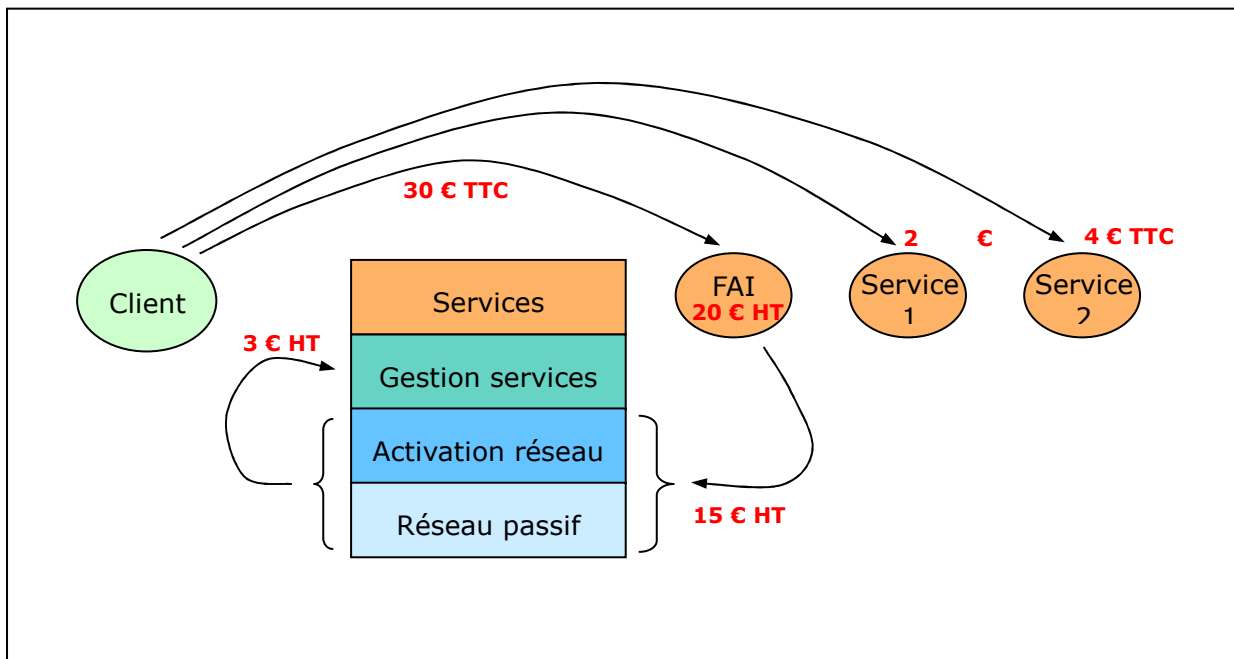 30 € TTC
2 €
4 € TTC
Client
Services
FAI
20 € HT
Service
1
Service
2
3 € HT
Gestion services
Activation réseau
15 € HT
Réseau passif